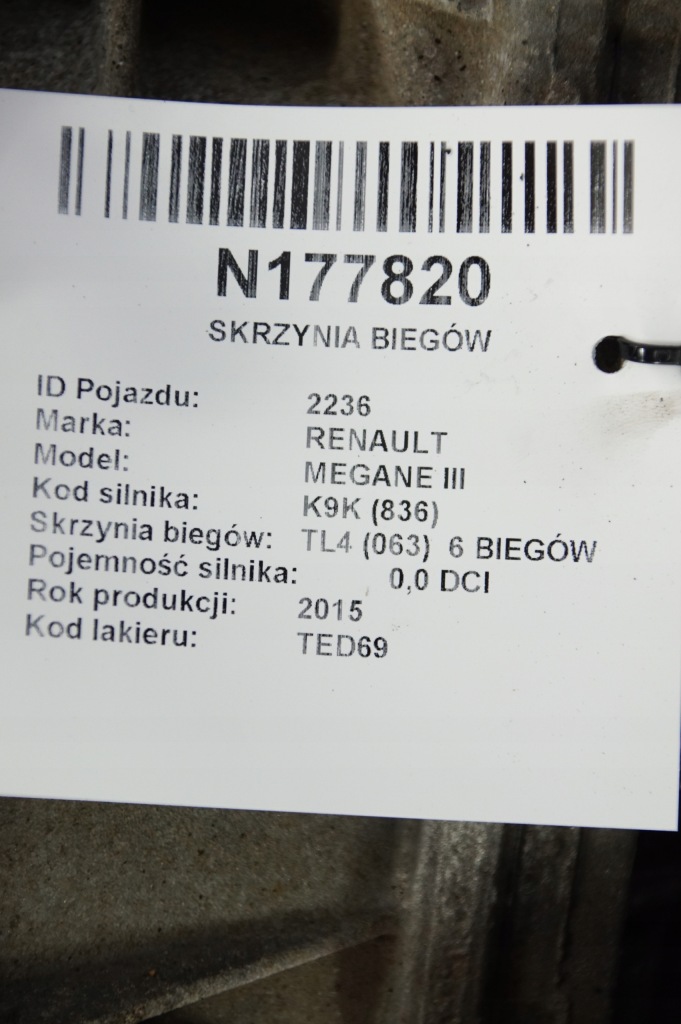 N177820
SKRZYNIA BIEGÓW
ID Pojazdu: 2236
Marka: RENAULT
Model: MEGANE III
Kod silnika: K9K (836)
Skrzynia biegów: TL4 (063) 6 BIEGÓW
Pojemność silnika: 0,0 DCI
Rok produkcji: 2015
Kod lakieru: TED69